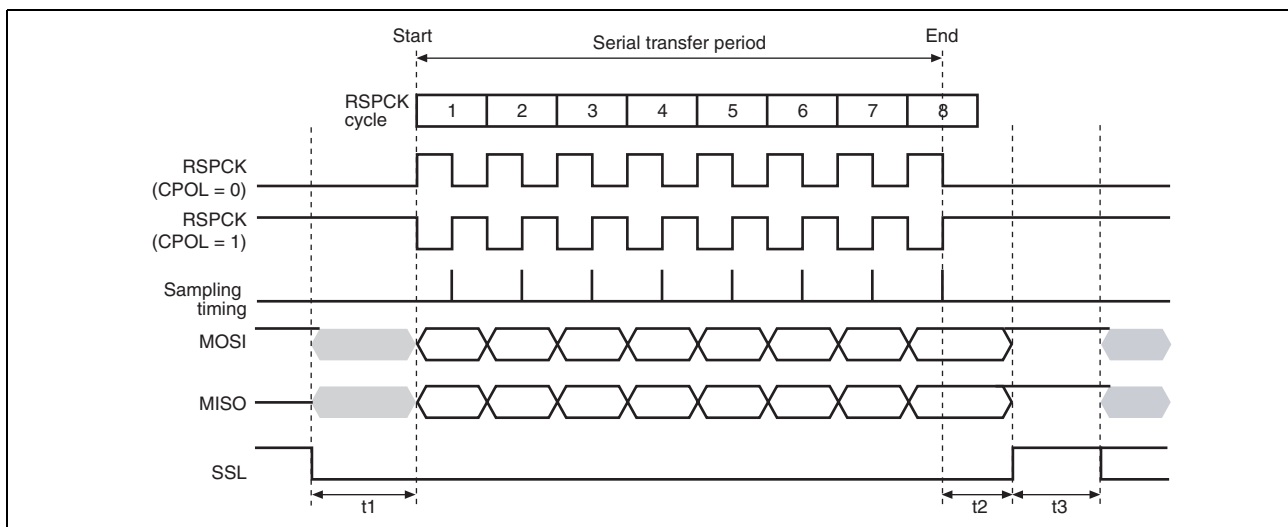 Start
End
Serial transfer period
RSPCK
cycle
1 2 3 4 5 6 7 8
RSPCK
(CPOL = 0)
RSPCK
(CPOL = 1)
Sampling
timing
MOSI
MISO
SSL
t1
t2
t3